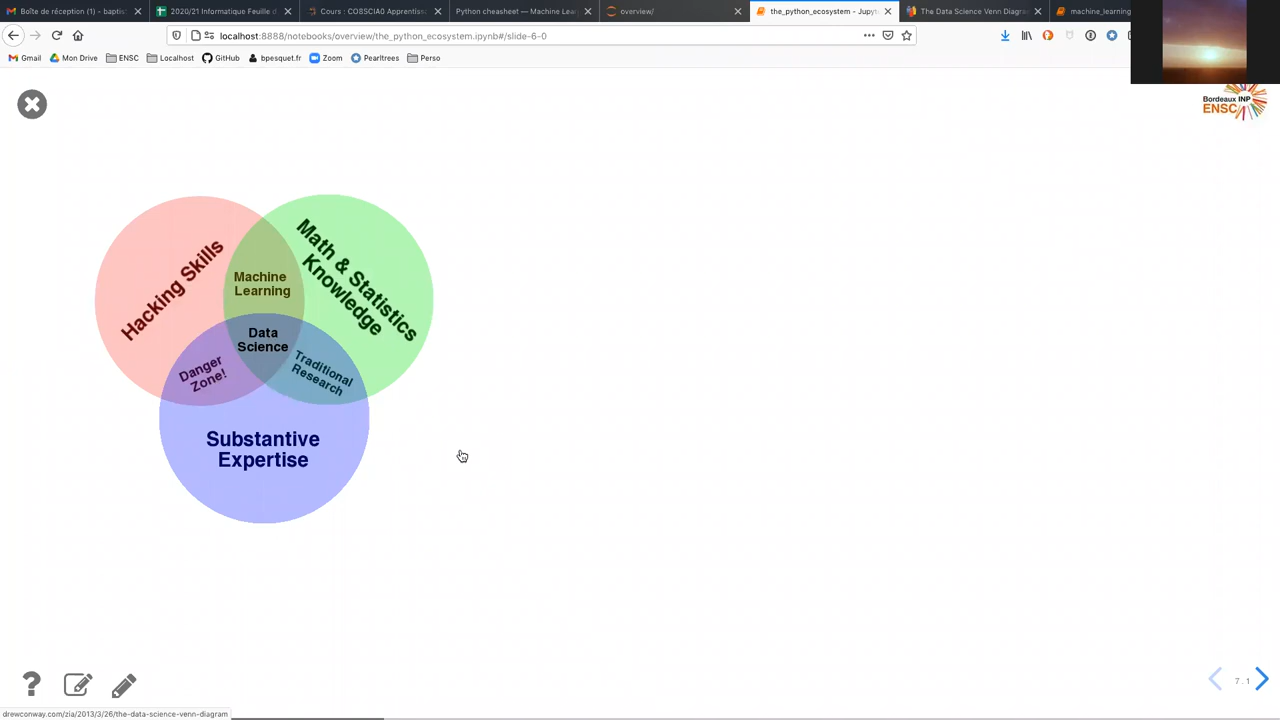 Boîte de réception (1) – baptis
2020/21 Informatique Feuille d
Cours : CO8SCIA0 Apprentiss
Python cheasheet — Machine Lear
overview/
the_python_ecosystem - Jupyt
The Data Science Venn Diagram
machine_learning
localhost:8888/notebooks/overview/the_python_ecosystem.ipynb#/slide-6-0
Gmail
Mon Drive
ENSC
Localhost
GitHub
bpesquet.fr
Zoom
Pearltrees
Perso
Bordeaux INP
ENSC
Hacking Skills
Math & Statistics
Knowledge
Machine
Learning
Data
Science
Danger
Zone!
Traditional
Research
Substantive
Expertise
?
7.1
drewconway.com/zia/2013/3/26/the-data-science-venn-diagram